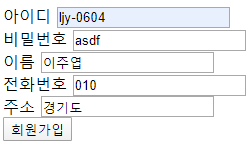 아이디 ljy-0604
비밀번호 asdf
이름 이주엽
전화번호 010
주소 경기도
회원가입